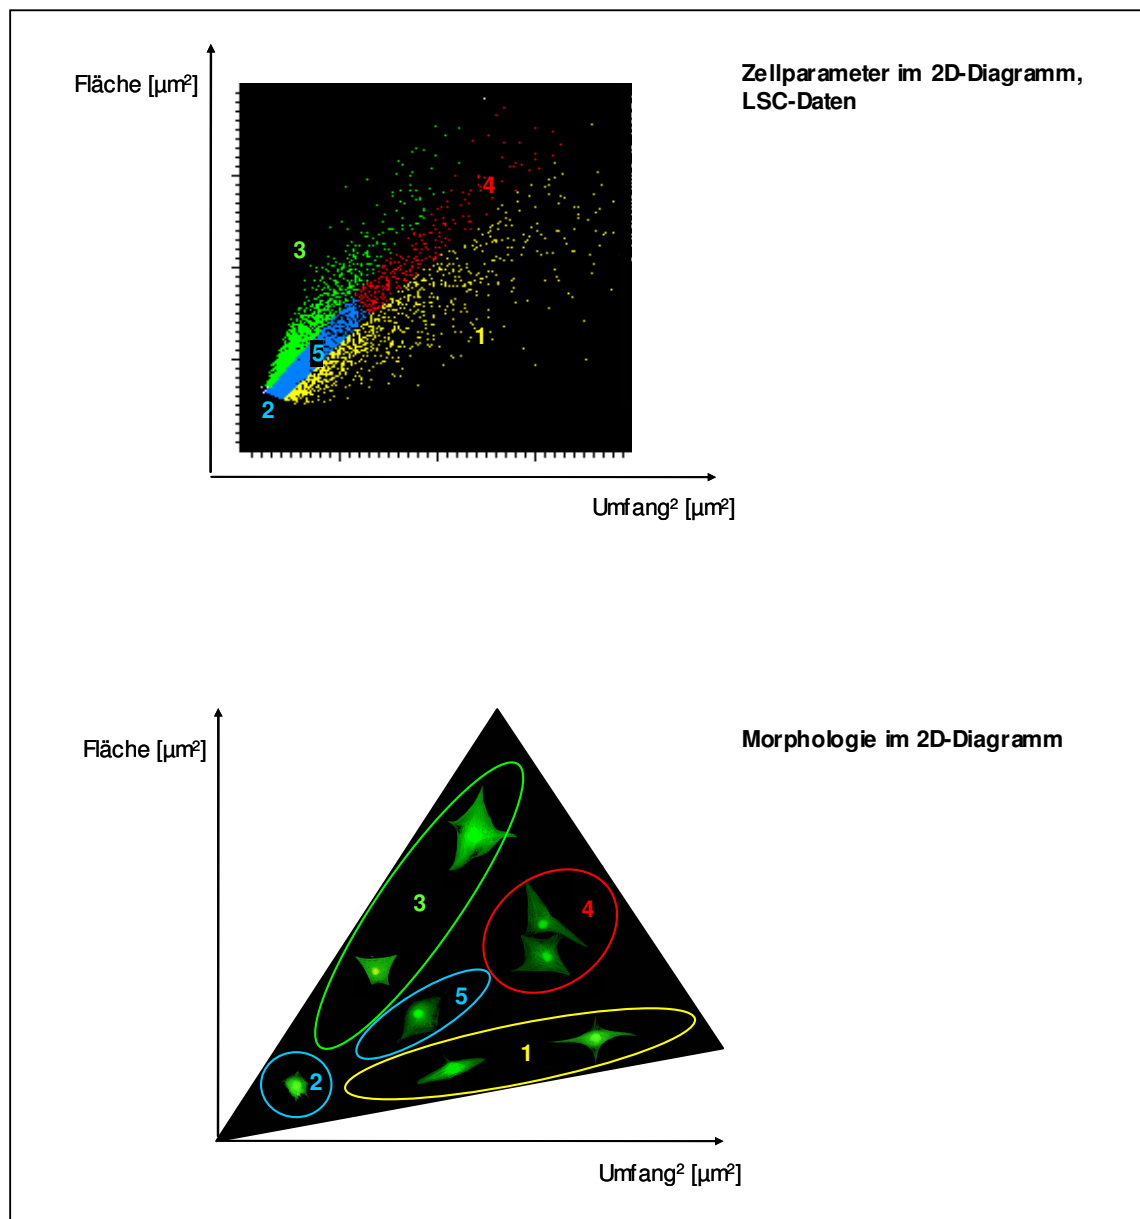 Fläche [µm²]
Zellparameter im 2D-Diagramm,
LSC-Daten
4
3
1
5
2
Umfang² [µm²]
Fläche [µm²]
Morphologie im 2D-Diagramm
3
4
5
1
2
Umfang² [µm²]